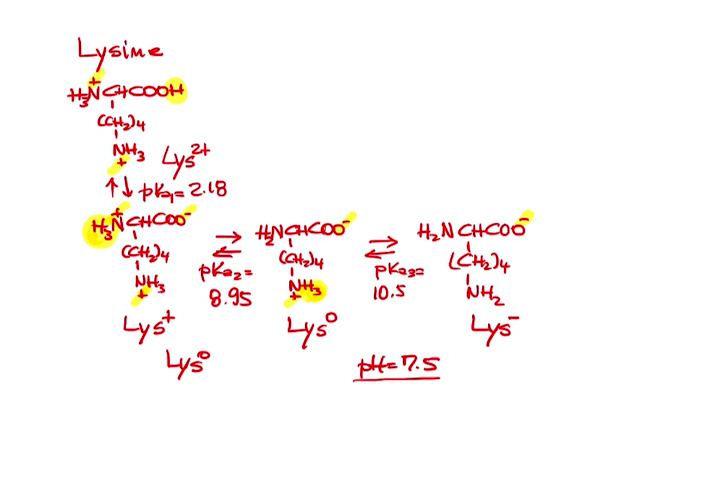 Lysine
H₃N⁺CHCOOH
(CH₂)₄
NH₃⁺
Lys²⁺
↑↓ pKa₁=2.18
H₃N⁺CHCOO⁻
(CH₂)₄
NH₃⁺
Lys⁺
⇌
pKa₂=
8.95
H₂NCHCOO⁻
(CH₂)₄
NH₃⁺
Lys⁰
⇌
pKa₃=
10.5
H₂NCHCOO⁻
(CH₂)₄
NH₂
Lys⁻
Lys⁰
pH=7.5